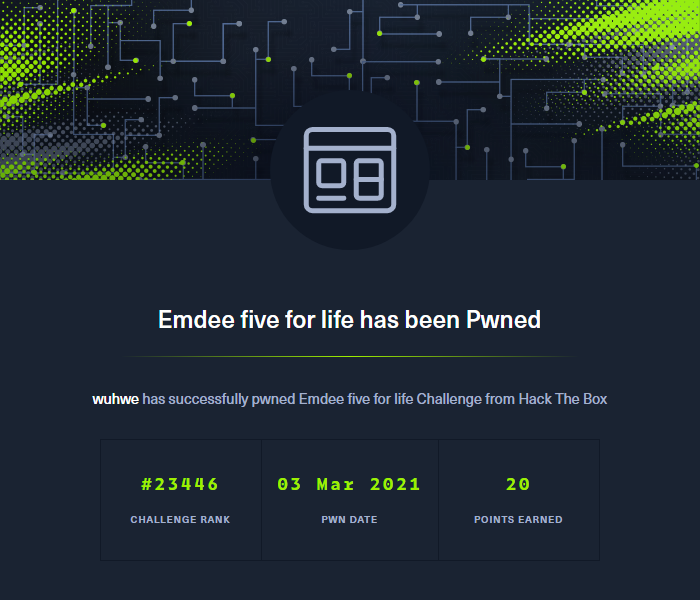 Emdee five for life has been Pwned
wuhwe has successfully pwned Emdee five for life Challenge from Hack The Box
#23446
CHALLENGE RANK
03 Mar 2021
PWN DATE
20
POINTS EARNED